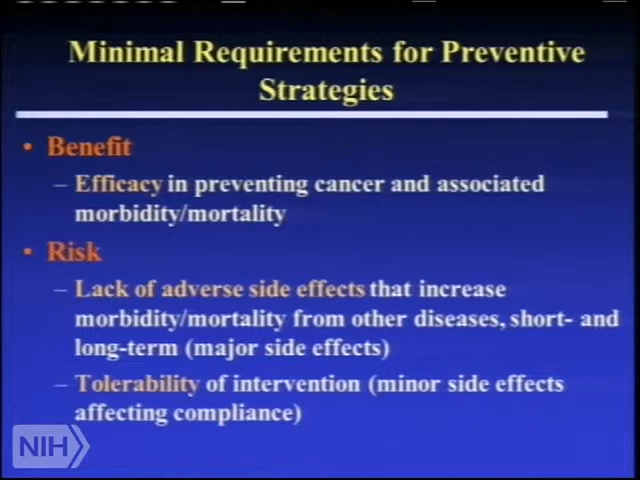 Minimal Requirements for Preventive
Strategies
• Benefit
– Efficacy in preventing cancer and associated
morbidity/mortality
• Risk
– Lack of adverse side effects that increase
morbidity/mortality from other diseases, short- and
long-term (major side effects)
– Tolerability of intervention (minor side effects
affecting compliance)
NIH